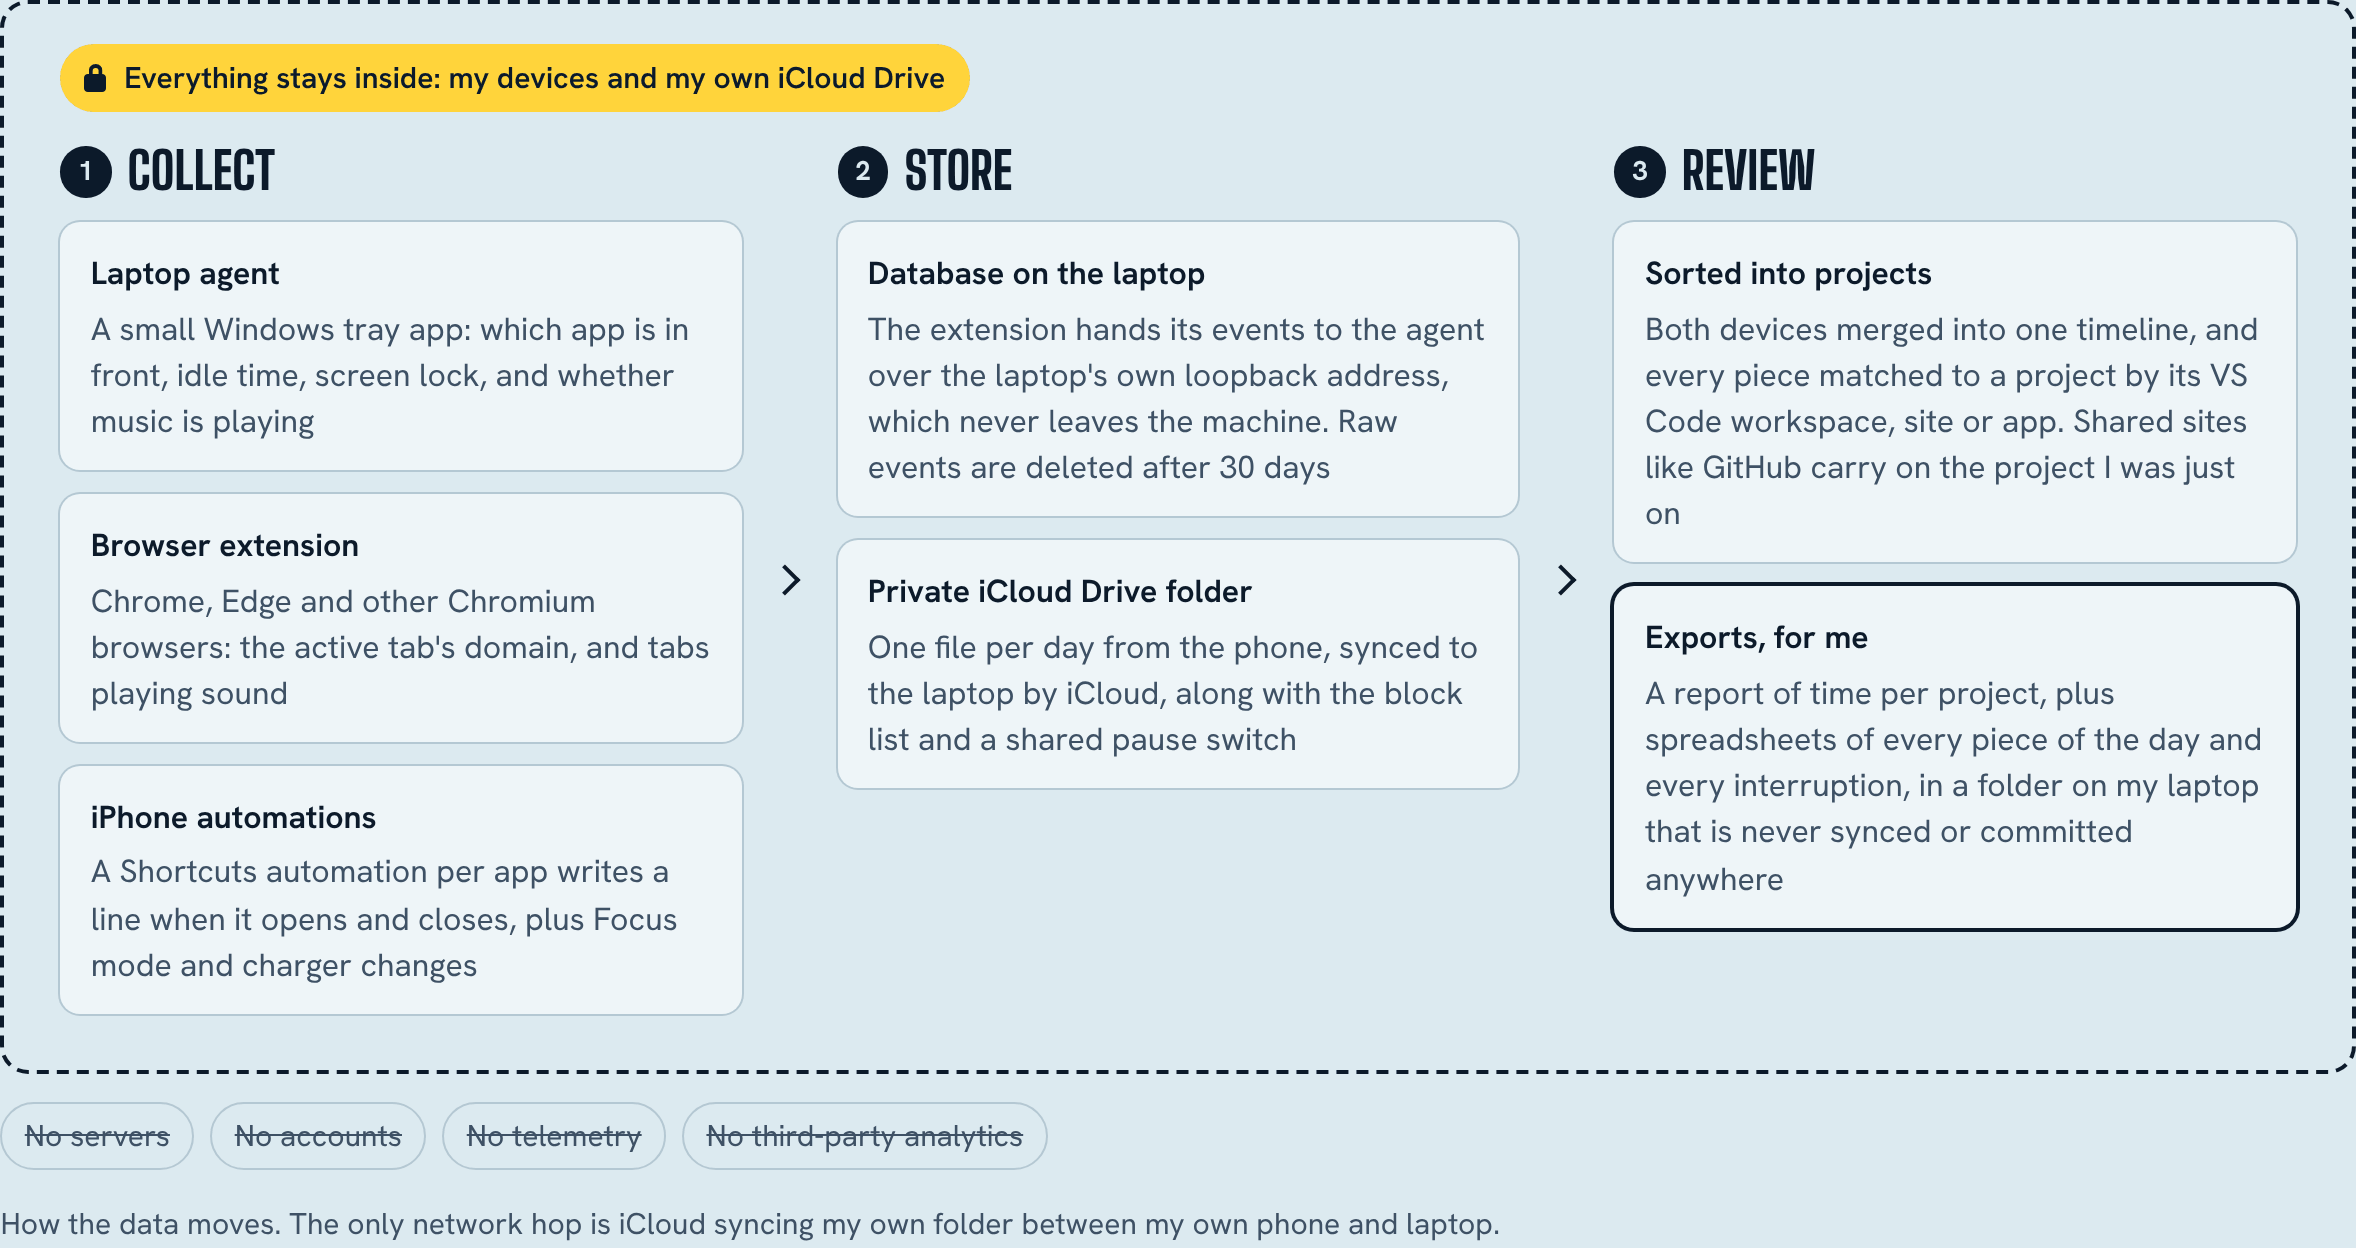 Everything stays inside: my devices and my own iCloud Drive
1 COLLECT
Laptop agent
A small Windows tray app: which app is in
front, idle time, screen lock, and whether
music is playing
Browser extension
Chrome, Edge and other Chromium
browsers: the active tab's domain, and tabs
playing sound
iPhone automations
A Shortcuts automation per app writes a
line when it opens and closes, plus Focus
mode and charger changes
2 STORE
Database on the laptop
The extension hands its events to the agent
over the laptop's own loopback address,
which never leaves the machine. Raw
events are deleted after 30 days
Private iCloud Drive folder
One file per day from the phone, synced to
the laptop by iCloud, along with the block
list and a shared pause switch
3 REVIEW
Sorted into projects
Both devices merged into one timeline, and
every piece matched to a project by its VS
Code workspace, site or app. Shared sites
like GitHub carry on the project I was just
on
Exports, for me
A report of time per project, plus
spreadsheets of every piece of the day and
every interruption, in a folder on my laptop
that is never synced or committed
anywhere
No servers
No accounts
No telemetry
No third-party analytics
How the data moves. The only network hop is iCloud syncing my own folder between my own phone and laptop.